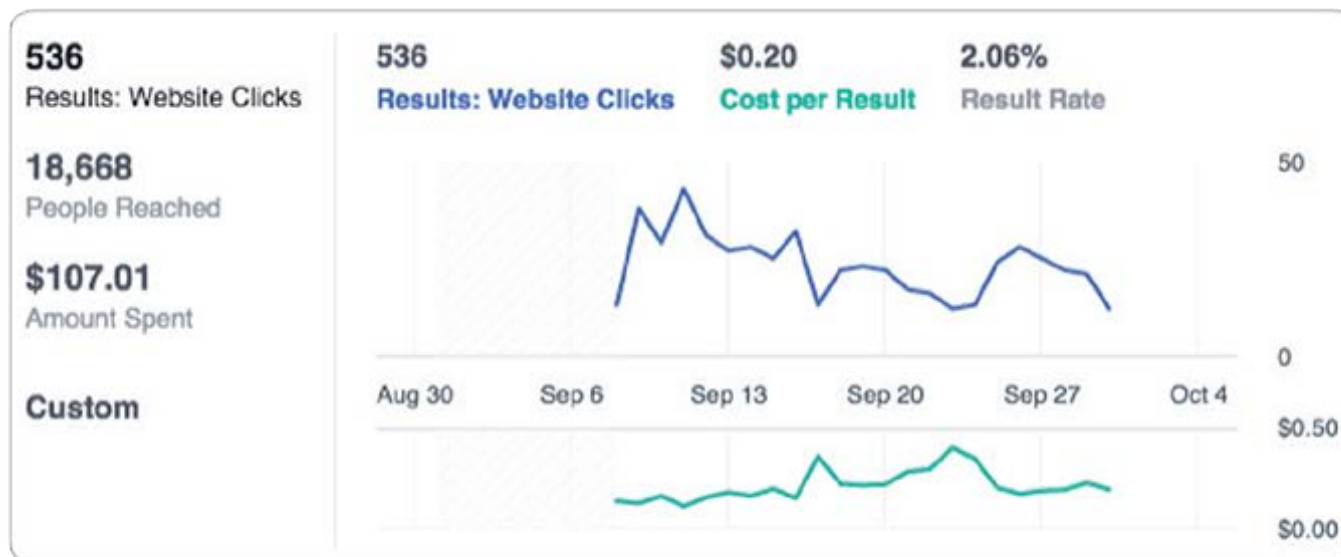 536
Results: Website Clicks
18,668
People Reached
$107.01
Amount Spent
Custom
536 $0.20 2.06%
Results: Website Clicks Cost per Result Result Rate
50
0
Aug 30 Sep 6 Sep 13 Sep 20 Sep 27 Oct 4
$0.50
$0.00